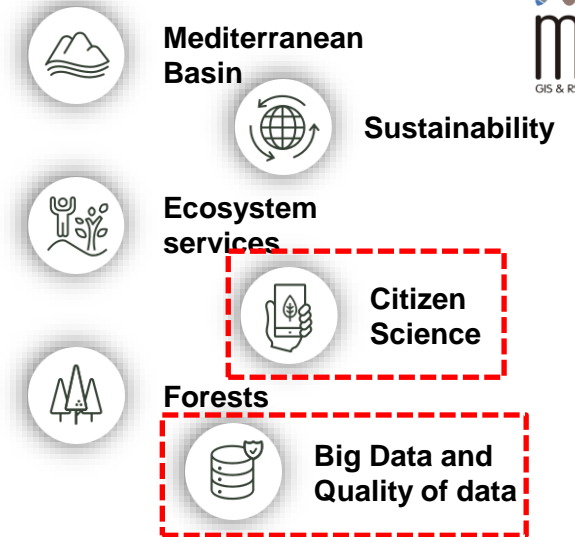 Mediterranean
Basin
Sustainability
Ecosystem
services
Citizen
Science
Forests
Big Data and
Quality of data